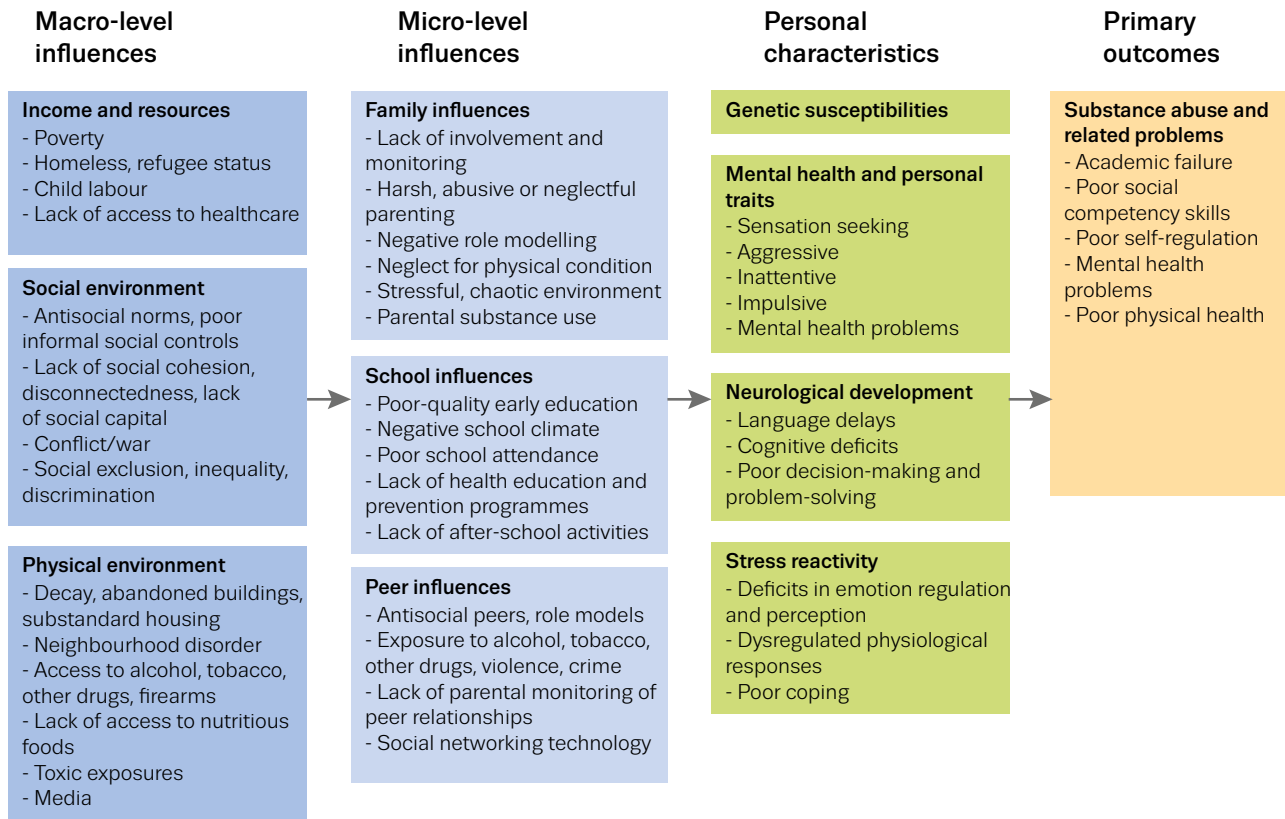 Macro-level
influences
Income and resources
- Poverty
- Homeless, refugee status
- Child labour
- Lack of access to healthcare
Social environment
- Antisocial norms, poor
informal social controls
- Lack of social cohesion,
disconnectedness, lack
of social capital
- Conflict/war
- Social exclusion, inequality,
discrimination
Physical environment
- Decay, abandoned buildings,
substandard housing
- Neighbourhood disorder
- Access to alcohol, tobacco,
other drugs, firearms
- Lack of access to nutritious
foods
- Toxic exposures
- Media
Micro-level
influences
Family influences
- Lack of involvement and
monitoring
- Harsh, abusive or neglectful
parenting
- Negative role modelling
- Neglect for physical condition
- Stressful, chaotic environment
- Parental substance use
School influences
- Poor-quality early education
- Negative school climate
- Poor school attendance
- Lack of health education and
prevention programmes
- Lack of after-school activities
Peer influences
- Antisocial peers, role models
- Exposure to alcohol, tobacco,
other drugs, violence, crime
- Lack of parental monitoring of
peer relationships
- Social networking technology
Personal
characteristics
Genetic susceptibilities
Mental health and personal
traits
- Sensation seeking
- Aggressive
- Inattentive
- Impulsive
- Mental health problems
Neurological development
- Language delays
- Cognitive deficits
- Poor decision-making and
problem-solving
Stress reactivity
- Deficits in emotion regulation
and perception
- Dysregulated physiological
responses
- Poor coping
Primary
outcomes
Substance abuse and
related problems
- Academic failure
- Poor social
competency skills
- Poor self-regulation
- Mental health
problems
- Poor physical health